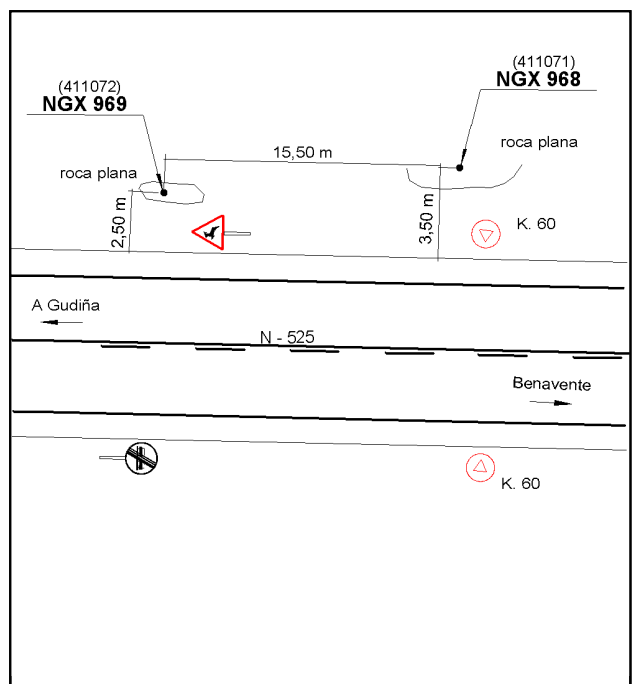 (411072)
NGX 969
(411071)
NGX 968
15,50 m
roca plana
roca plana
2,50 m
3,50 m
K. 60
A Gudiña
N - 525
Benavente
K. 60